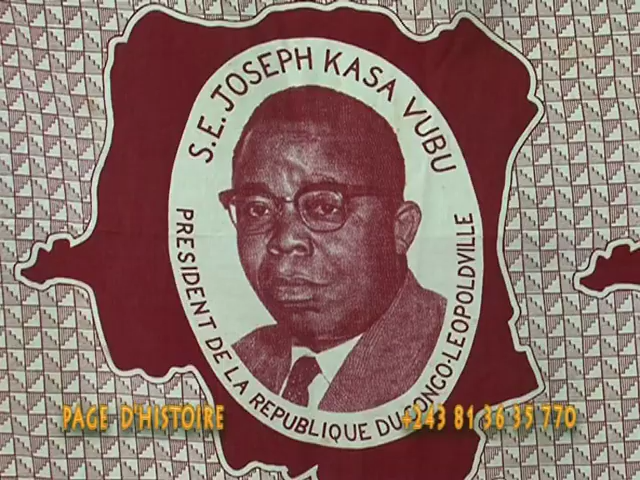 S.E. JOSEPH KASA VUBU
PRESIDENT DE LA REPUBLIQUE DU CONGO-LEOPOLDVILLE
PAGE D'HISTOIRE
+243 81 36 35 770